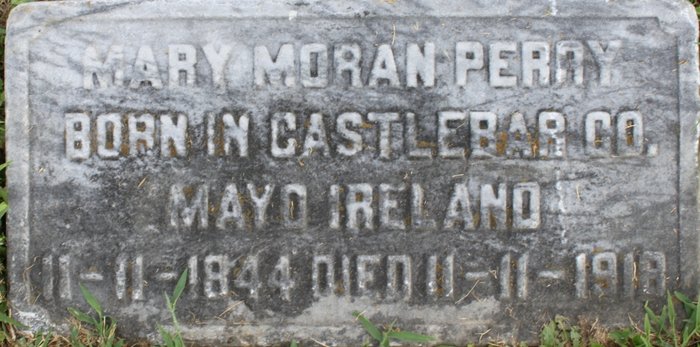 MARY MORAN PERRY
BORN IN CASTLEBAR CO.
MAYO IRELAND
11-11-1844 DIED 11-11-1918